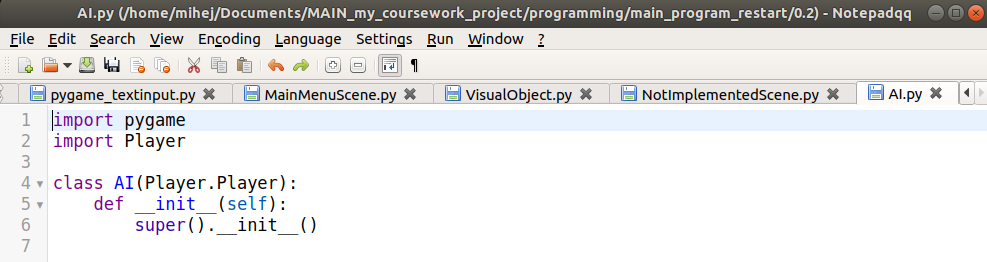 AI.py (/home/mihej/Documents/MAIN_my_coursework_project/programming/main_program_restart/0.2) - Notepadqq
File Edit Search View Encoding Language Settings Run Window ?
pygame_textinput.py MainMenuScene.py VisualObject.py NotImplementedScene.py AI.py
1 import pygame
2 import Player
3
4 class AI(Player.Player):
5     def __init__(self):
6         super().__init__()
7